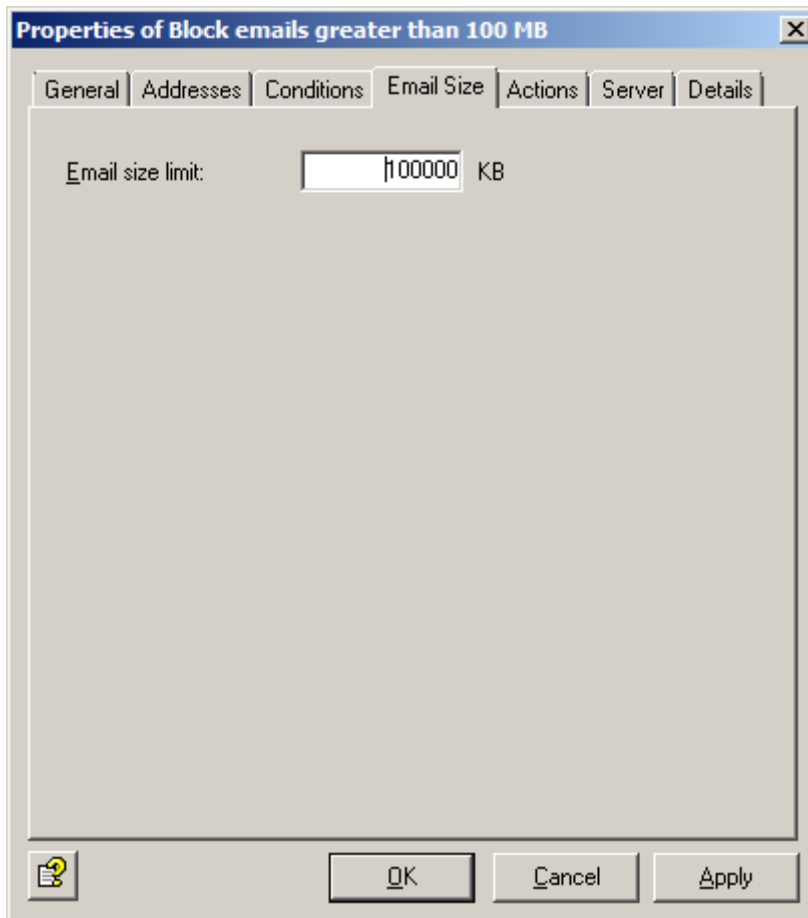 Properties of Block emails greater than 100 MB
General Addresses Conditions Email Size Actions Server Details
Email size limit: 100000 KB
OK Cancel Apply